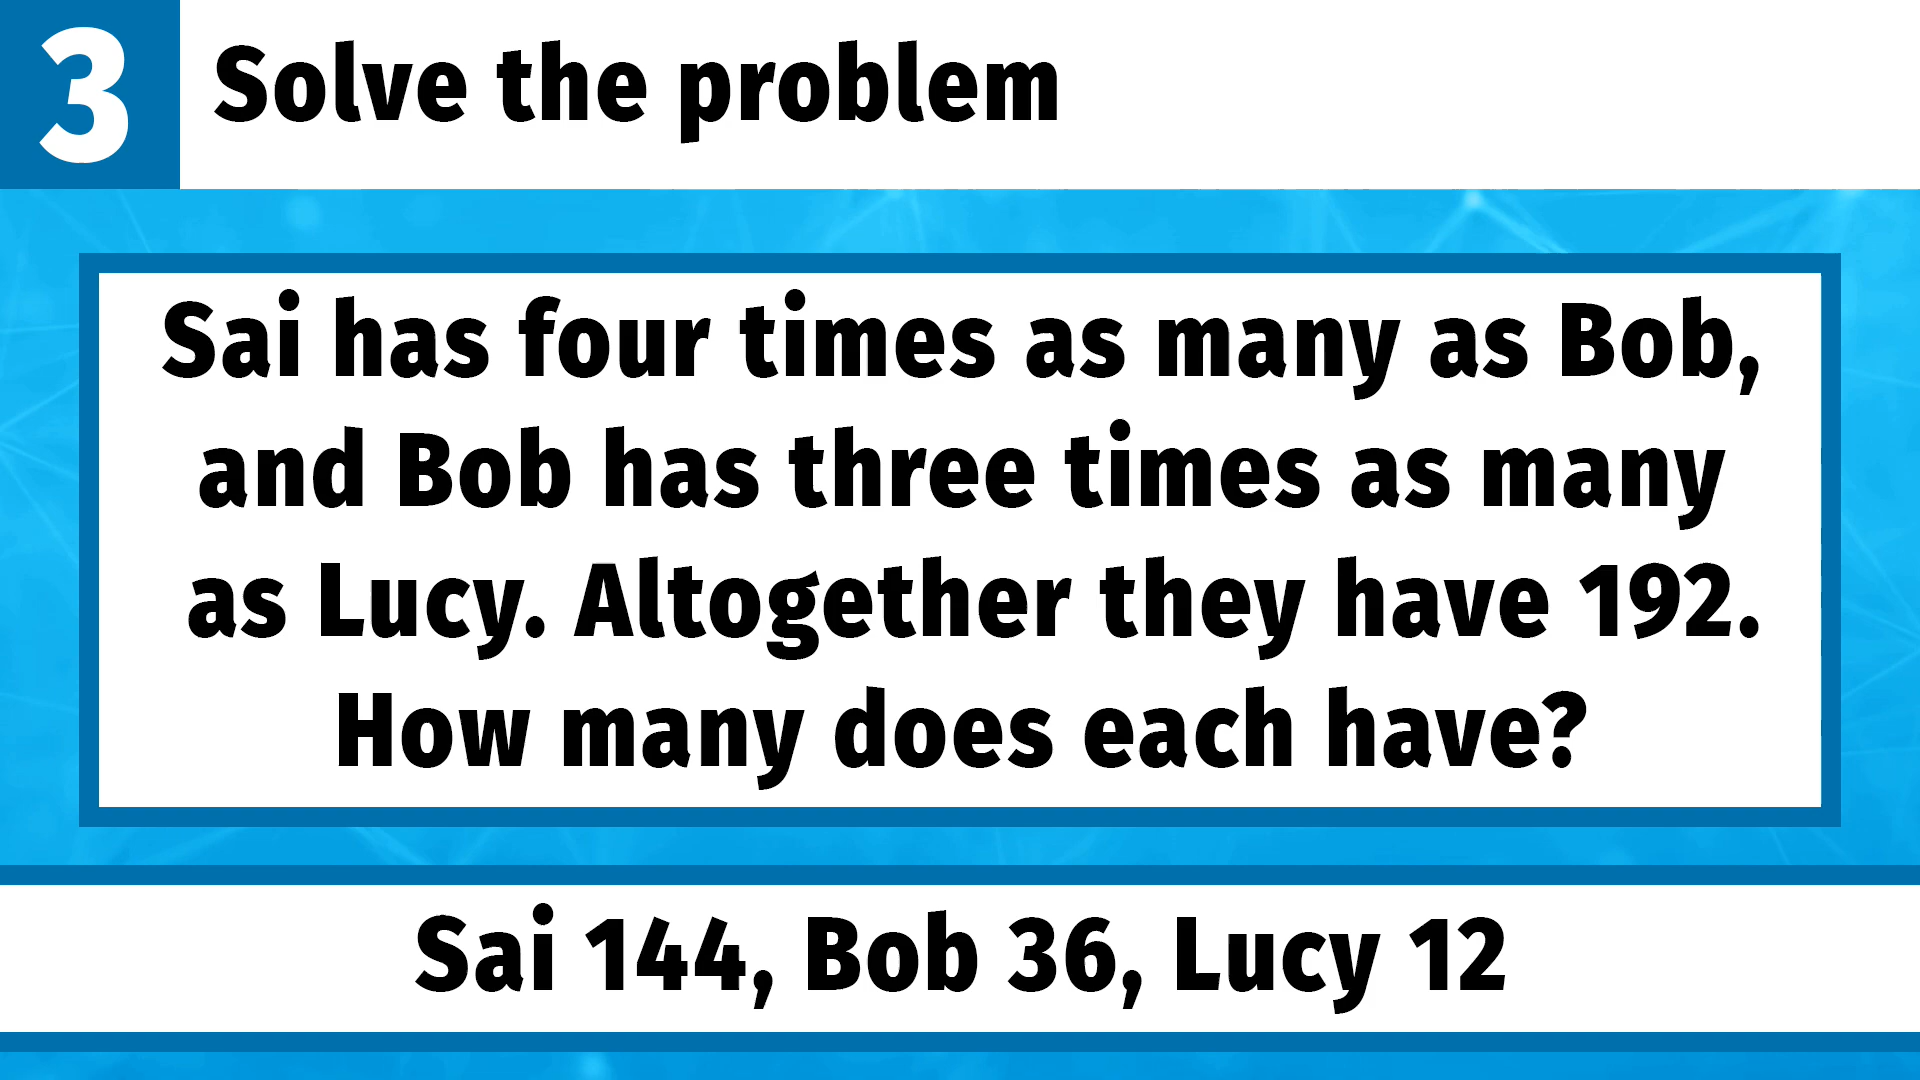 3
Solve the problem
Sai has four times as many as Bob,
and Bob has three times as many
as Lucy. Altogether they have 192.
How many does each have?
Sai 144, Bob 36, Lucy 12